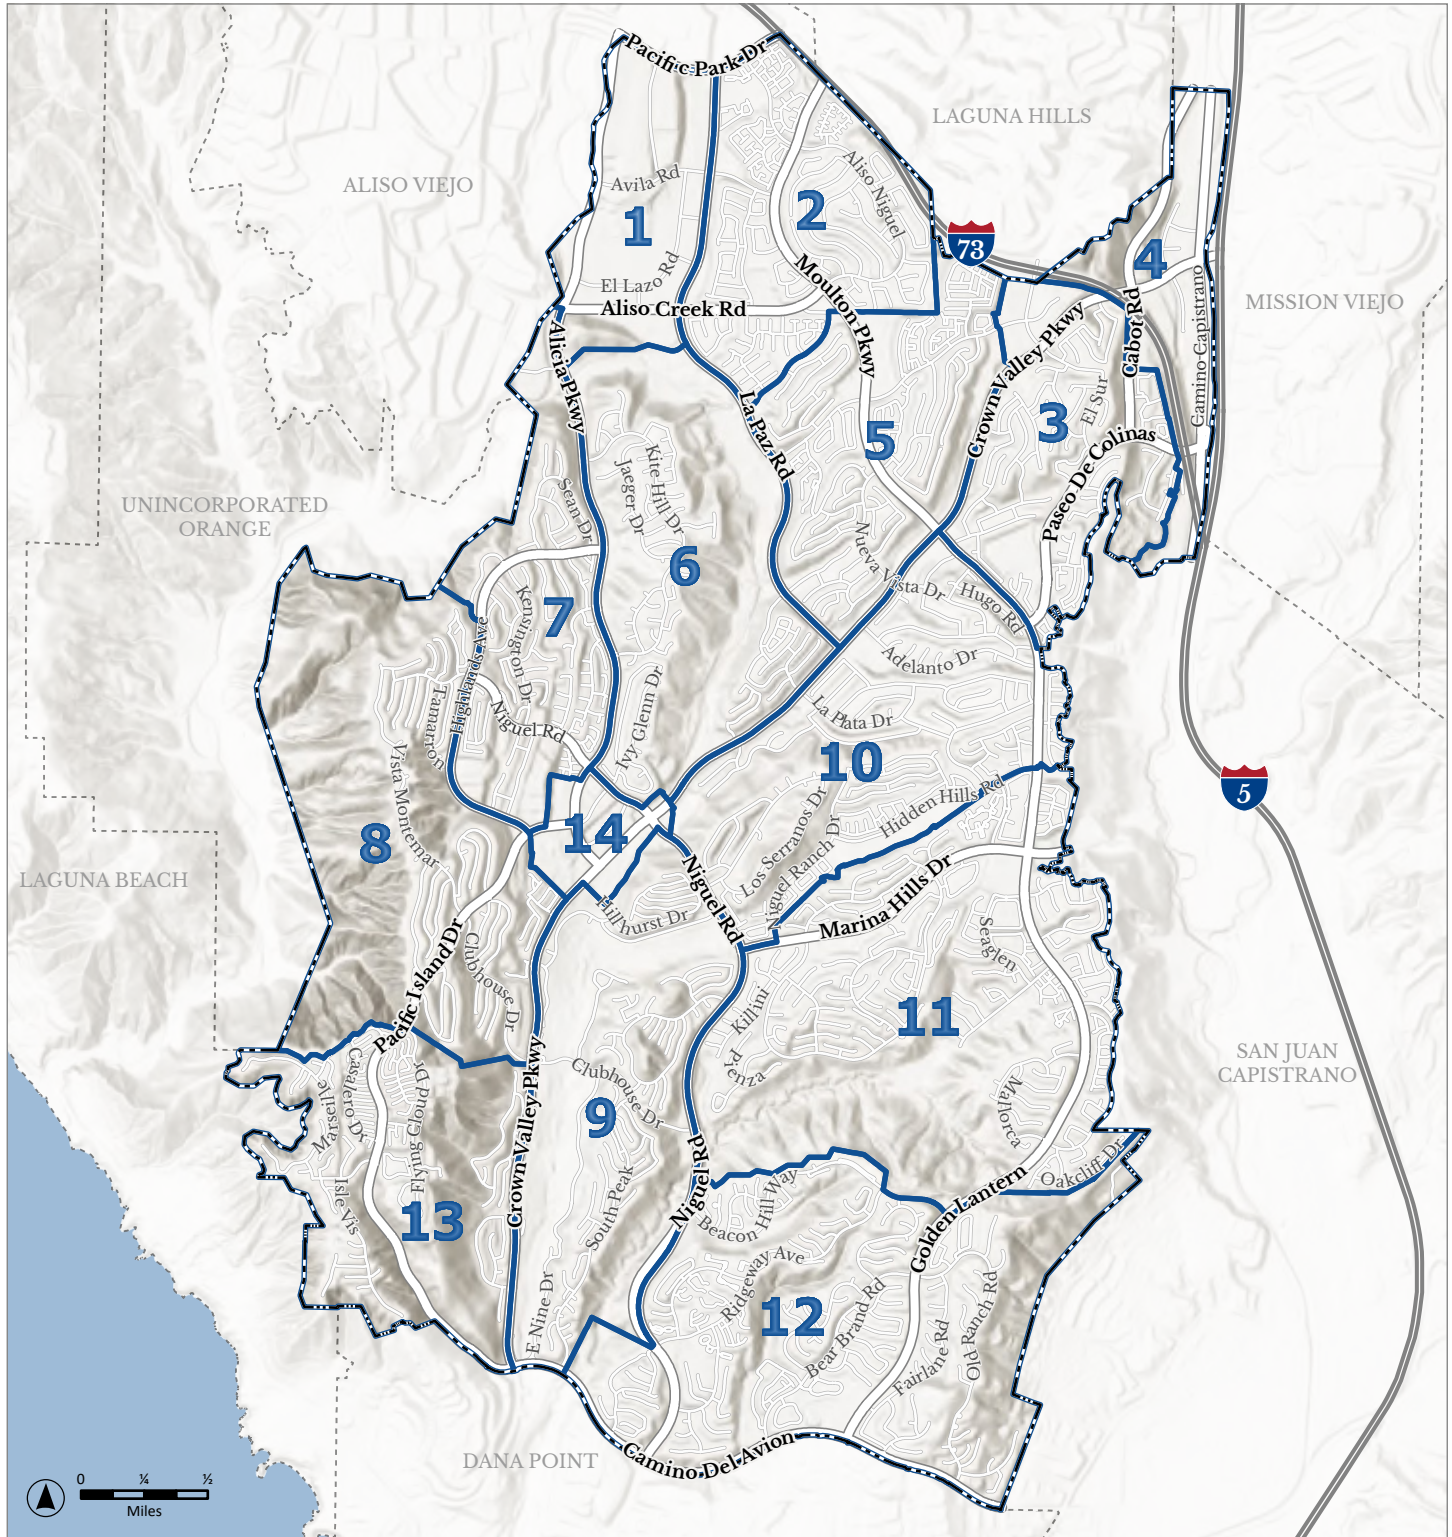 Pacific Park Dr
LAGUNA HILLS
ALISO VIEJO
Avila Rd
Aliso Niguel
1
2
73
4
El Lazo Rd
Aliso Creek Rd
Moulton Pkwy
MISSION VIEJO
Camino Capistrano
Cabot Rd
Alicia Pkwy
Crown Valley Pkwy
La Paz Rd
El Sur
3
5
Paseo De Colinas
Kite Hill Dr
Jaeger Dr
Sean Dr
UNINCORPORATED
ORANGE
6
Nueva Vista Dr
Hugo Rd
7
Kensington Dr
Highlands Ave
Tamarron
Adelanto Dr
Niguel Rd
Ivy Glenn Dr
La Plata Dr
Vista Montemar
10
5
Hidden Hills Rd
Los Serranos Dr
Niguel Ranch Dr
8
14
LAGUNA BEACH
Niguel Rd
Marina Hills Dr
Hillhurst Dr
Seaglen
Clubhouse Dr
Pacific Island Dr
11
Killini
Yenza Pl
SAN JUAN
CAPISTRANO
Casalero Dr
Marseille
Flying Cloud Dr
Crown Valley Pkwy
Clubhouse Dr
9
Mallorca
Niguel Rd
Oakcliff Dr
Isle Vis
13
South Peak
Beacon Hill Way
Golden Lantern
Ridgeway Ave
12
Bear Brand Rd
Fairlane Rd
Old Ranch Rd
E Nine Dr
Camino Del Avion
DANA POINT
0 ¼ ½
Miles